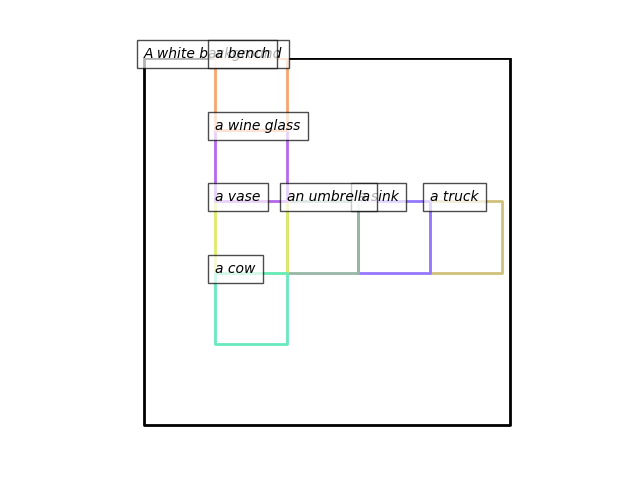 A white background
a bench
a wine glass
a vase
an umbrella
a sink
a truck
a cow